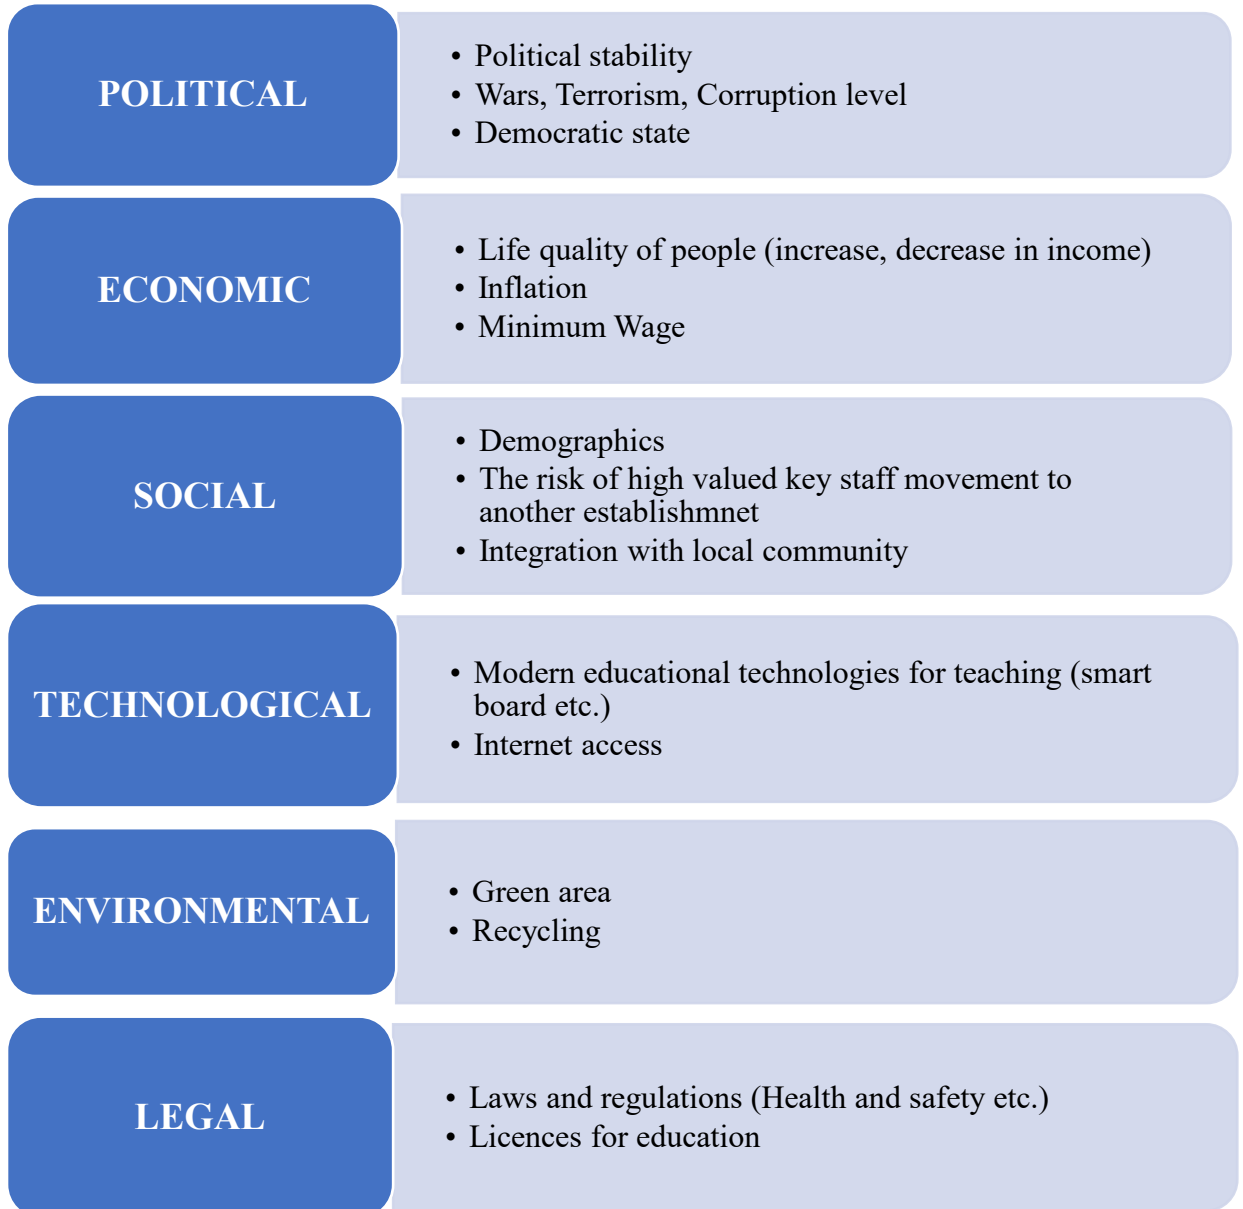 POLITICAL
• Political stability
• Wars, Terrorism, Corruption level
• Democratic state
ECONOMIC
• Life quality of people (increase, decrease in income)
• Inflation
• Minimum Wage
SOCIAL
• Demographics
• The risk of high valued key staff movement to
another establishmnet
• Integration with local community
TECHNOLOGICAL
• Modern educational technologies for teaching (smart
board etc.)
• Internet access
ENVIRONMENTAL
• Green area
• Recycling
LEGAL
• Laws and regulations (Health and safety etc.)
• Licences for education